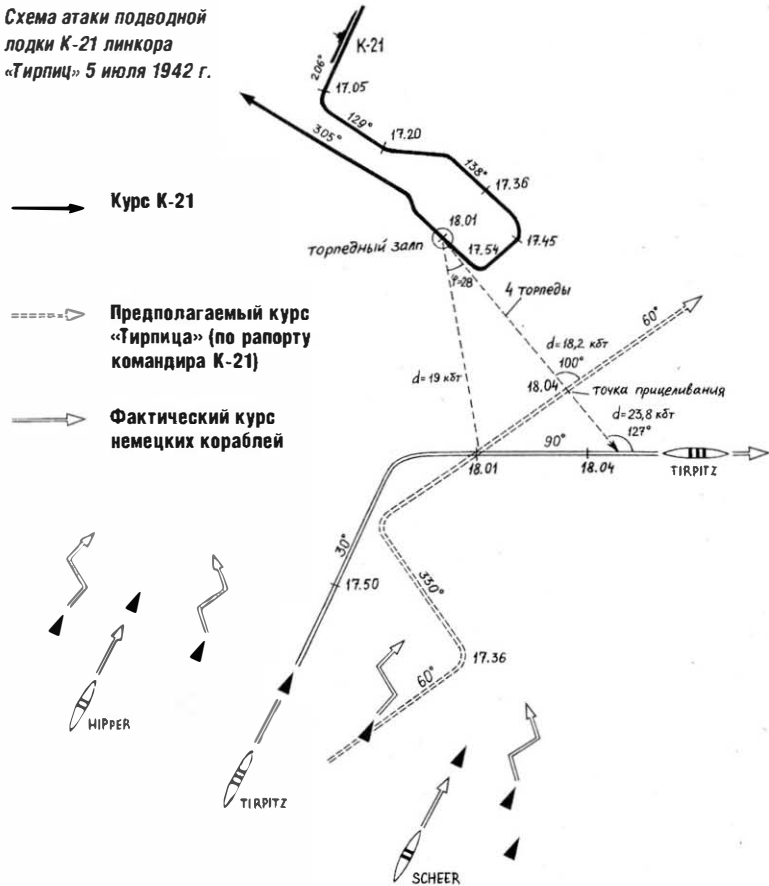 Схема атаки подводной
лодки К-21 линкора
«Тирпиц» 5 июля 1942 г.
К-21
206°
17.05
129°
17.20
305°
138°
17.36
Курс К-21
18.01
торпедный залп
17.54
17.45
φ=28
4 торпеды
Предполагаемый курс
«Тирпица» (по рапорту
командира К-21)
60°
d=18,2 кбт
100°
d=19 кбт
18.04
точка прицеливания
d=23,8 кбт
127°
Фактический курс
немецких кораблей
90°
18.01
18.04
TIRPITZ
30°
17.50
330°
17.36
60°
HIPPER
TIRPITZ
SCHEER